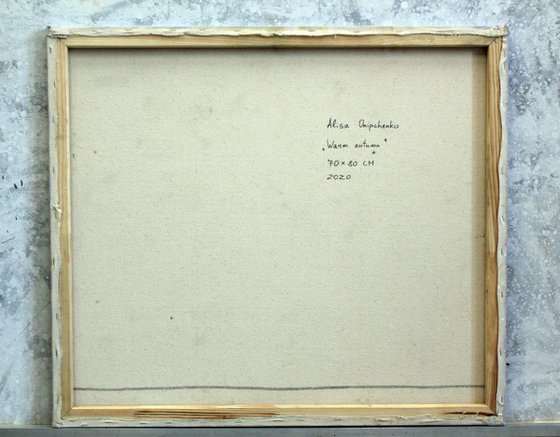 Alisa Onipchenko
"Warm autumn"
70×80 CM
2020